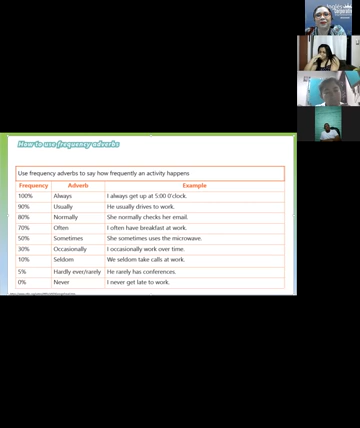 How to use frequency adverbs
Use frequency adverbs to say how frequently an activity happens
Frequency Adverb Example
100% Always I always get up at 5:00 0'clock.
90% Usually He usually drives to work.
80% Normally She normally checks her email.
70% Often I often have breakfast at work.
50% Sometimes She sometimes uses the microwave.
30% Occasionally I occasionally work over time.
10% Seldom We seldom take calls at work.
5% Hardly ever/rarely He rarely has conferences.
0% Never I never get late to work.